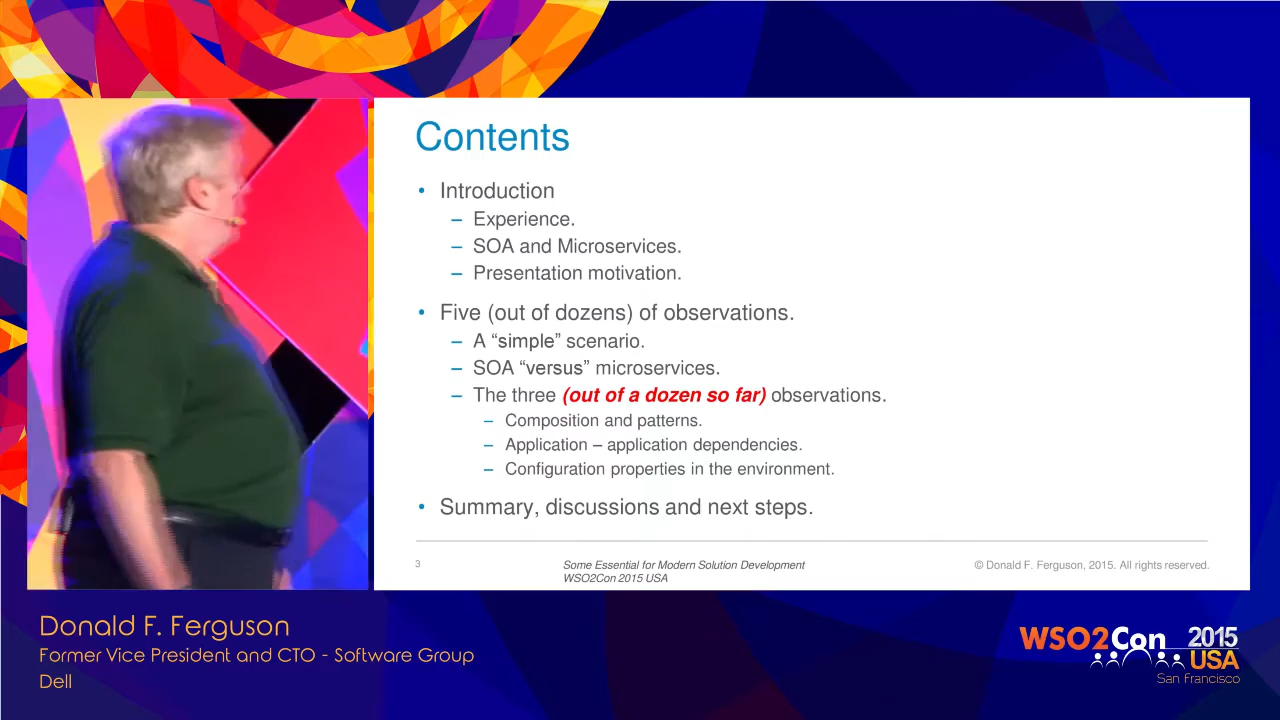 Contents
• Introduction
– Experience.
– SOA and Microservices.
– Presentation motivation.
• Five (out of dozens) of observations.
– A “simple” scenario.
– SOA “versus” microservices.
– The three (out of a dozen so far) observations.
– Composition and patterns.
– Application – application dependencies.
– Configuration properties in the environment.
• Summary, discussions and next steps.
3
Some Essential for Modern Solution Development
WSO2Con 2015 USA
© Donald F. Ferguson, 2015. All rights reserved.
Donald F. Ferguson
Former Vice President and CTO - Software Group
Dell
WSO2Con 2015
USA
San Francisco